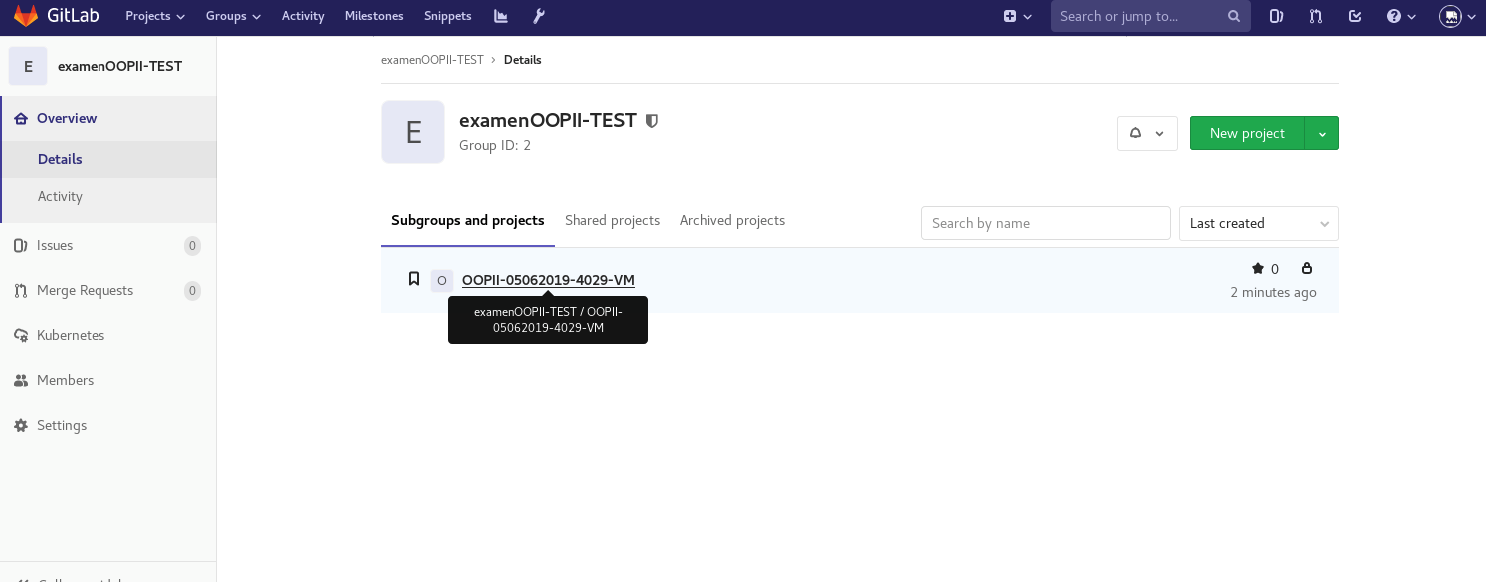 GitLab Projects Groups Activity Milestones Snippets Search or jump to...
E examenOOPII-TEST
Overview
Details
Activity
Issues 0
Merge Requests 0
Kubernetes
Members
Settings
examenOOPII-TEST > Details
E
examenOOPII-TEST
Group ID: 2
New project
Subgroups and projects Shared projects Archived projects Search by name Last created
O OOPII-05062019-4029-VM 0
2 minutes ago
examenOOPII-TEST / OOPII-
05062019-4029-VM